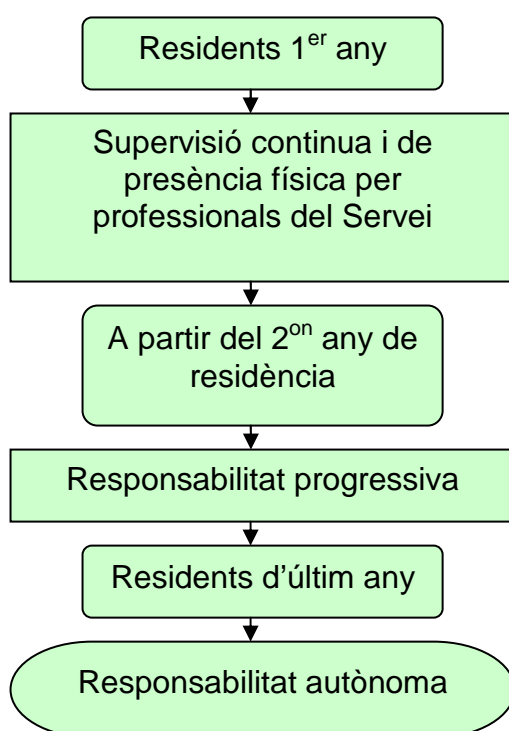 Residents 1er any
Supervisió continua i de
presència física per
professionals del Servei
A partir del 2on any de
residència
Responsabilitat progressiva
Residents d'últim any
Responsabilitat autònoma